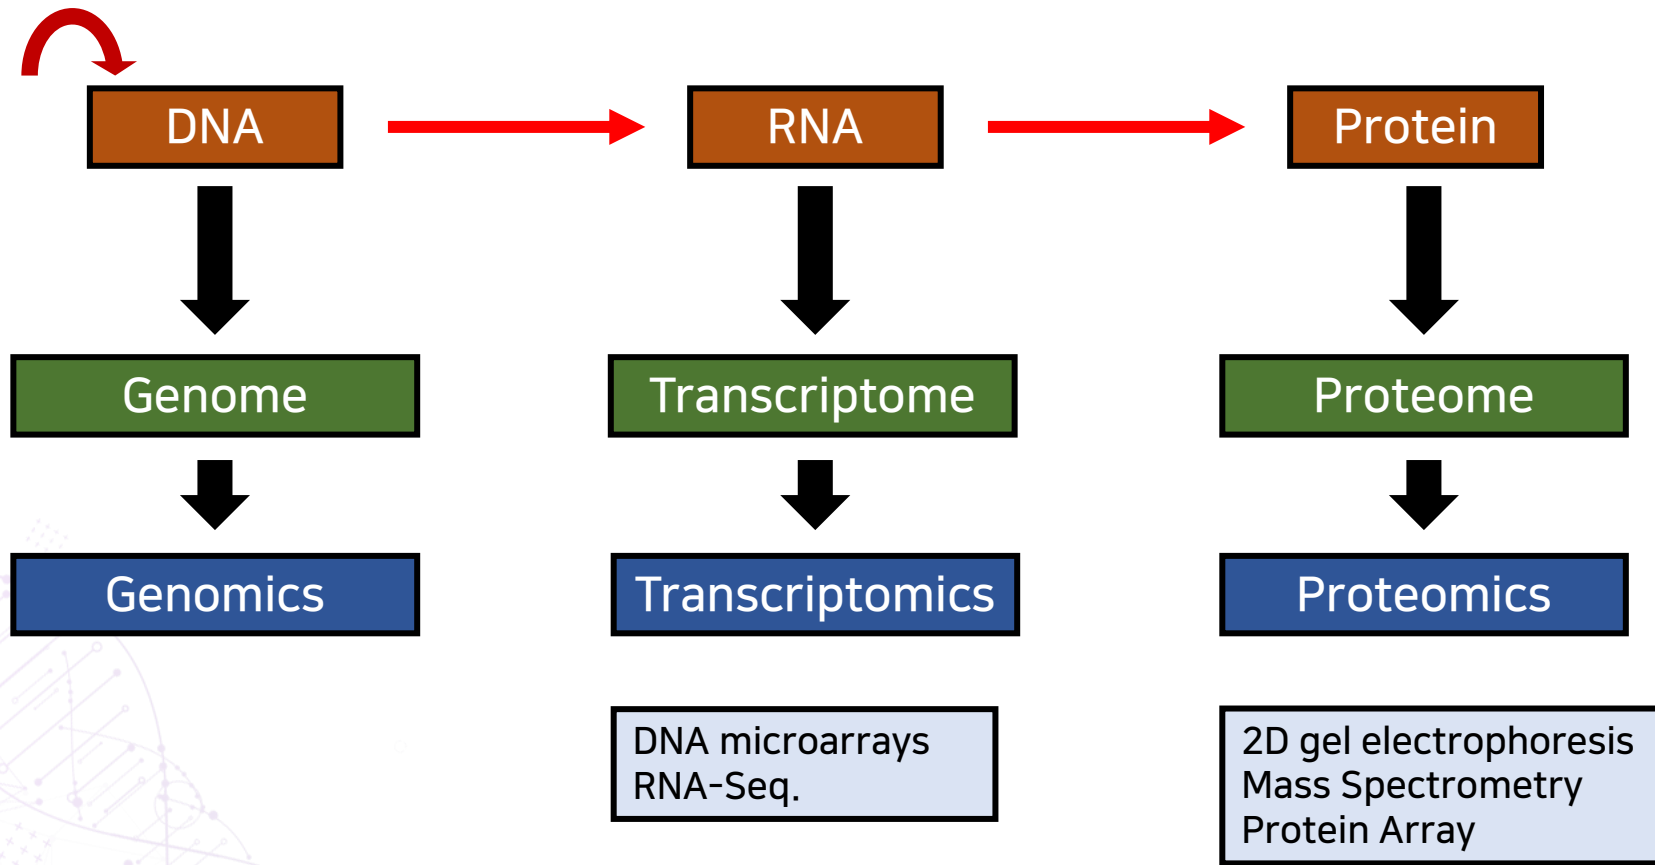 DNA
RNA
Protein
Genome
Transcriptome
Proteome
Genomics
Transcriptomics
Proteomics
DNA microarrays
RNA-Seq.
2D gel electrophoresis
Mass Spectrometry
Protein Array